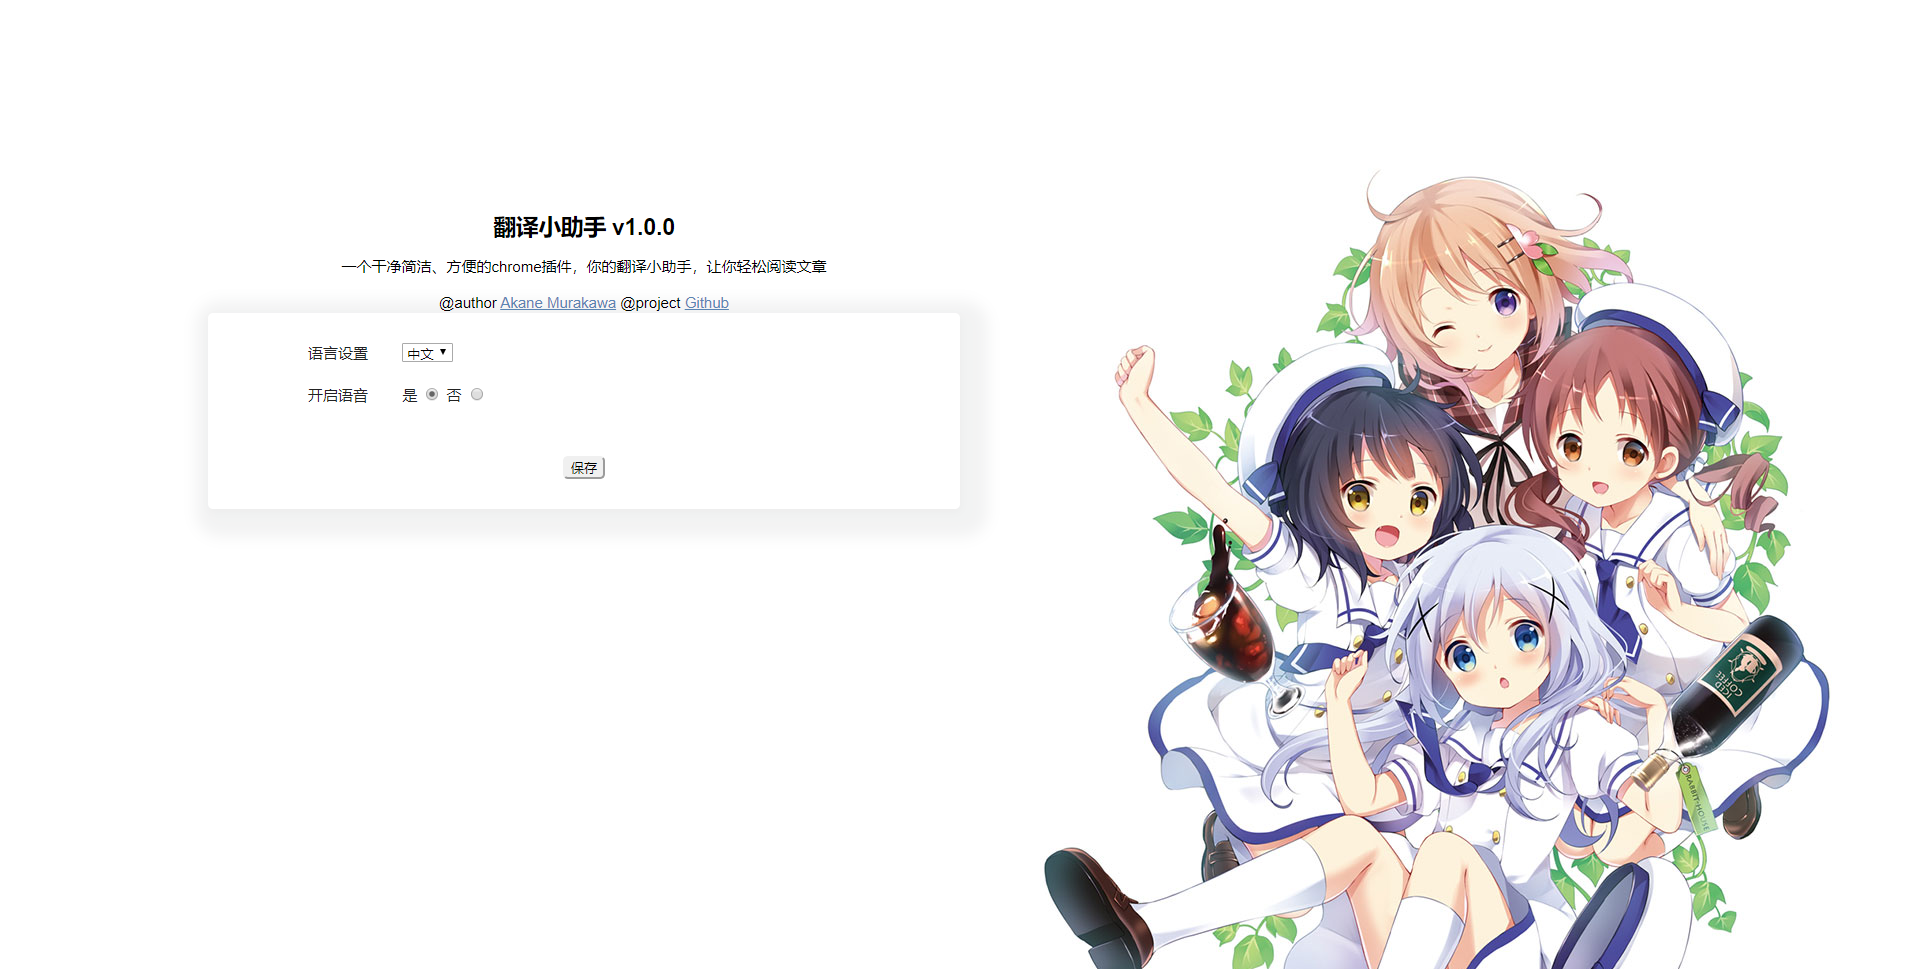 翻译小助手 v1.0.0
一个干净简洁、方便的chrome插件，你的翻译小助手，让你轻松阅读文章
@author Akane Murakawa @project Github
语言设置 中文
开启语音 是 否
保存
ICED
COFFEE
RABBIT HOUSE